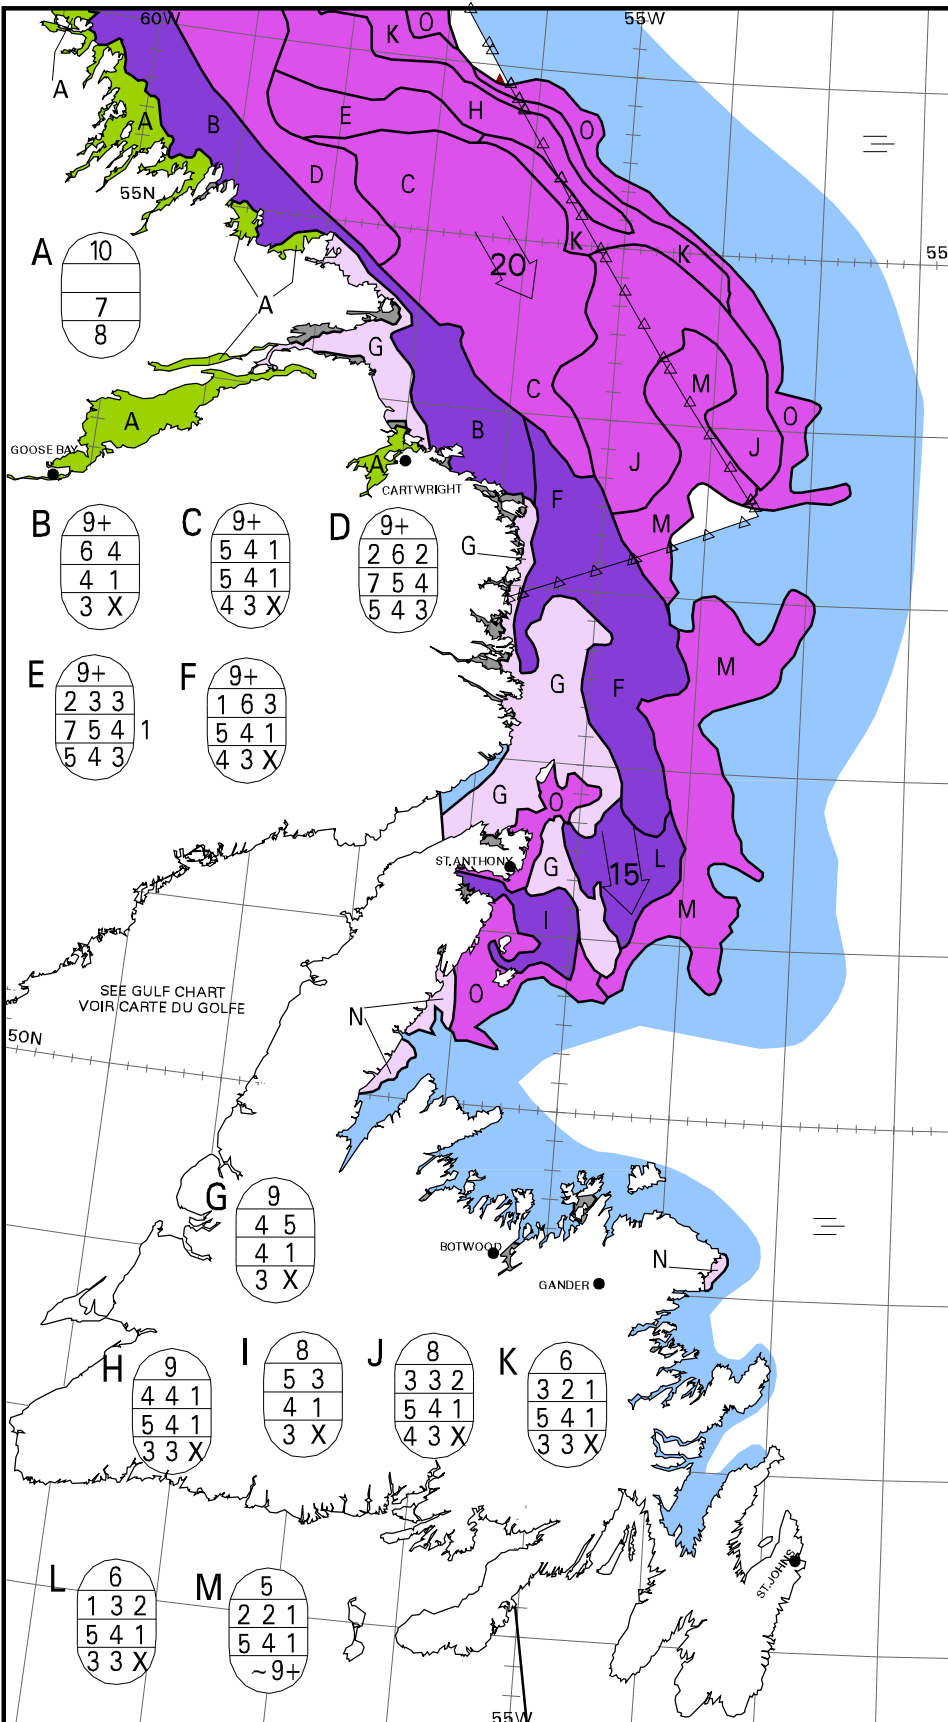 60W
55W
O
K
A
A
B
E
H
O
D
C
55N
K
K
55
20
A
10
7
8
A
G
C
M
O
B
A
J
J
GOOSE BAY
A
CARTWRIGHT
F
M
B
9+
6 4
4 1
3 X
C
9+
5 4 1
5 4 1
4 3 X
D
9+
2 6 2
7 5 4
5 4 3
G
E
9+
2 3 3
7 5 4 1
5 4 3
F
9+
1 6 3
5 4 1
4 3 X
G
F
M
G
O
ST.ANTHONY
G
15
L
M
I
O
SEE GULF CHART
VOIR CARTE DU GOLFE
N
50N
G
9
4 5
4 1
3 X
BOTWOOD
GANDER
N
H
9
4 4 1
5 4 1
3 3 X
I
8
5 3
4 1
3 X
J
8
3 3 2
5 4 1
4 3 X
K
6
3 2 1
5 4 1
3 3 X
L
6
1 3 2
5 4 1
3 3 X
M
5
2 2 1
5 4 1
~9+
ST.JOHNS
55W